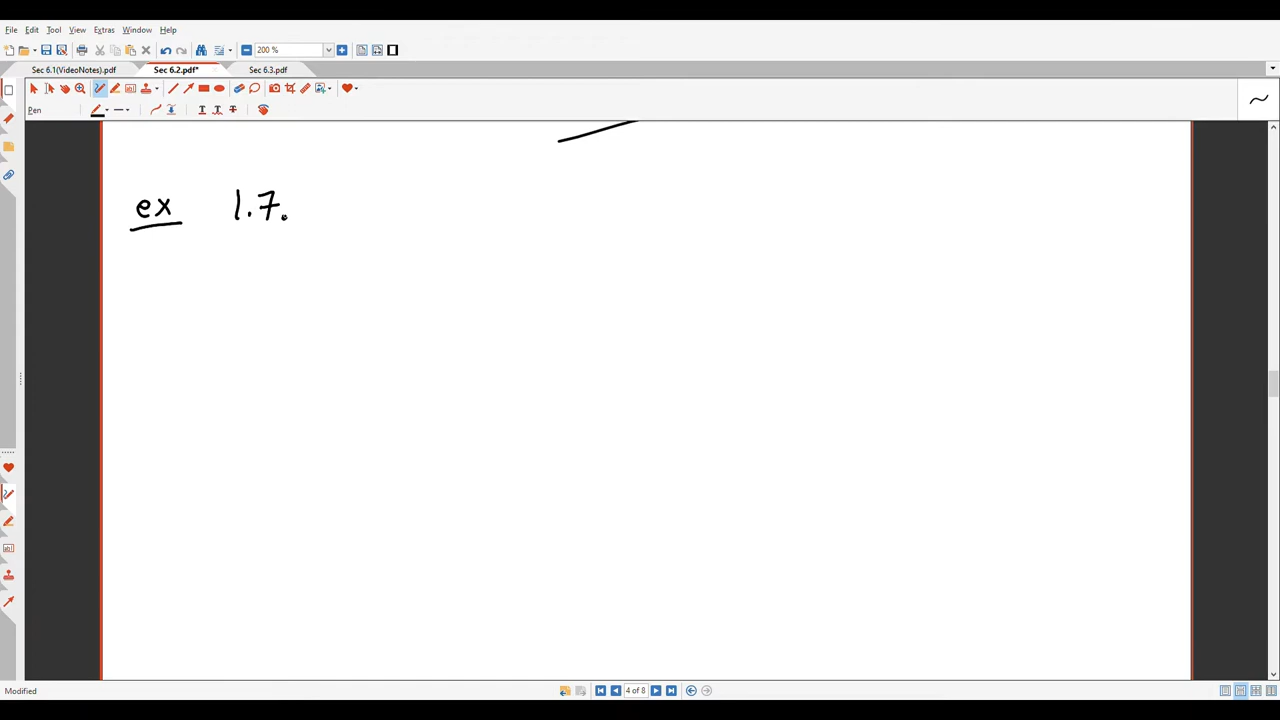 File Edit Tool View Extras Window Help
200 %
Sec 6.1(VideoNotes).pdf Sec 6.2.pdf* Sec 6.3.pdf
Pen
ex 1.7.
Modified 4 of 8